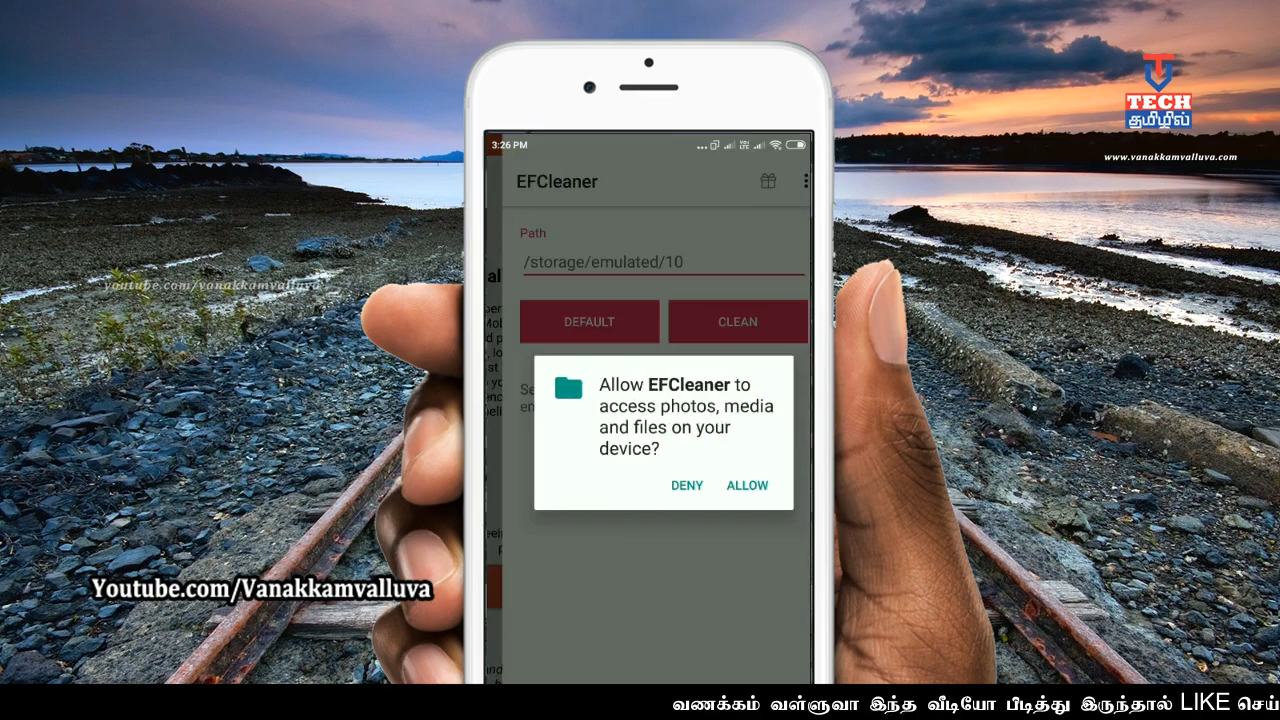 TECH
தமிழில்
www.vanakkamvalluva.com
3:26 PM
EFCleaner
Path
/storage/emulated/10
DEFAULT
CLEAN
Allow EFCleaner to
access photos, media
and files on your
device?
DENY
ALLOW
youtube.com/vanakkamvalluva
Youtube.com/Vanakkamvalluva
வணக்கம் வள்ளுவா இந்த வீடியோ பிடித்து இருந்தால் LIKE செய்